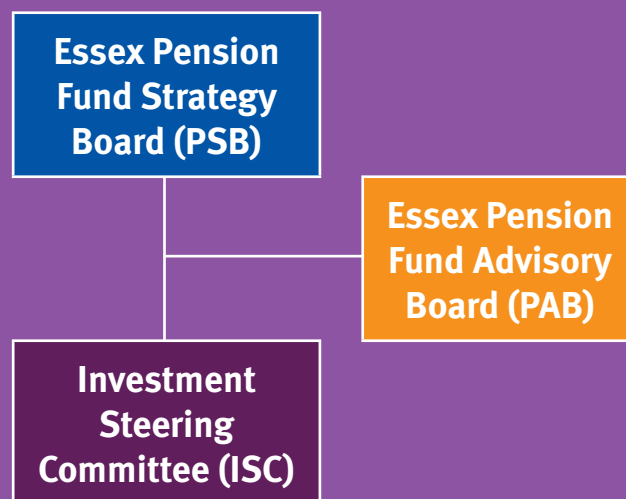 Essex Pension
Fund Strategy
Board (PSB)
Essex Pension
Fund Advisory
Board (PAB)
Investment
Steering
Committee (ISC)